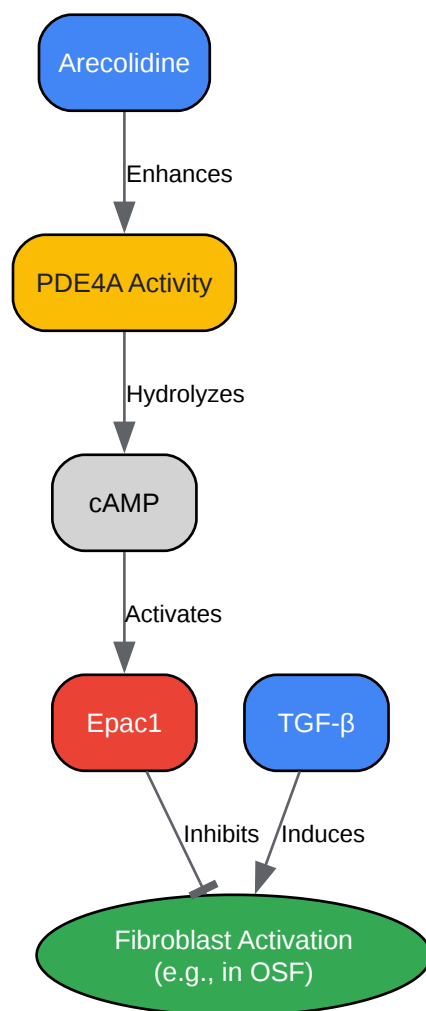 Arecolidine
Enhances
PDE4A Activity
Hydrolyzes
cAMP
Activates
Epac1
TGF-β
Inhibits
Induces
Fibroblast Activation
(e.g., in OSF)